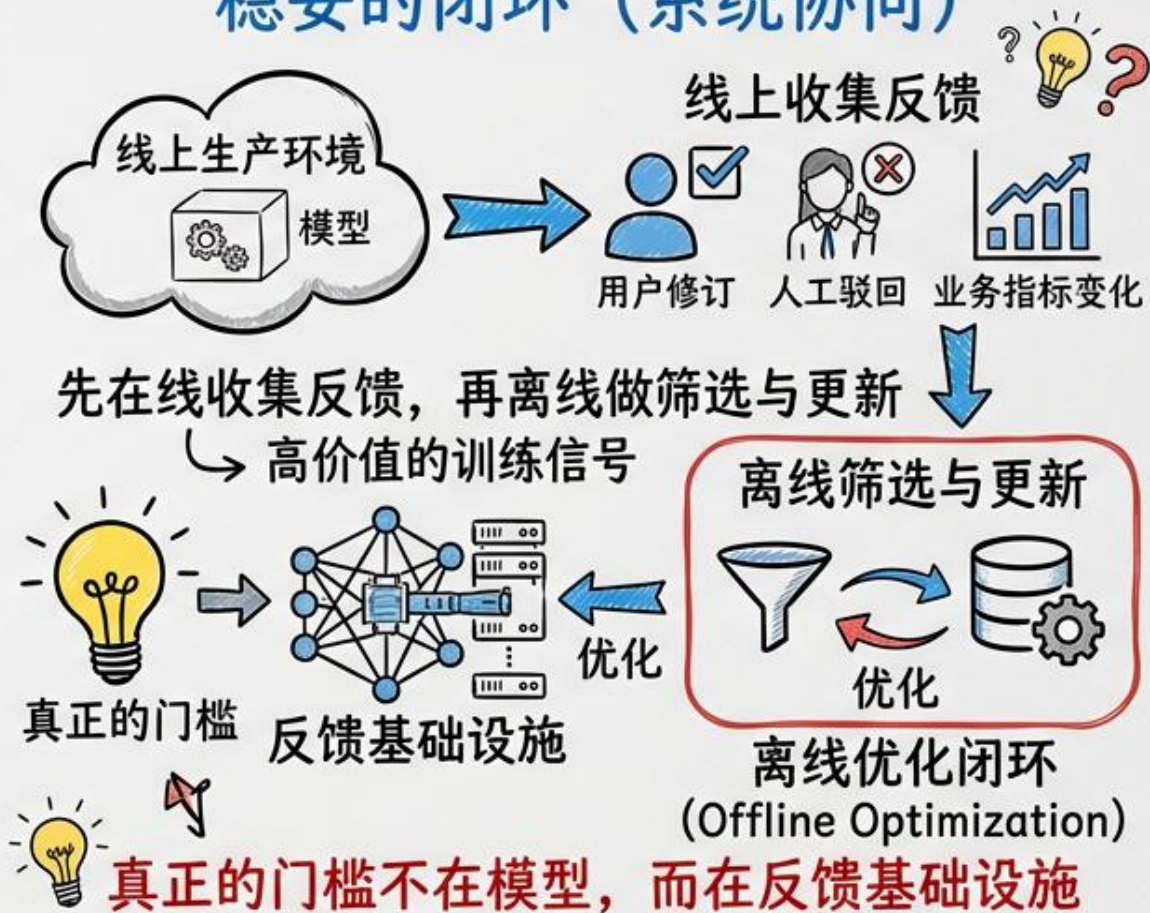 稳妥的闭环（系统协同）
线上收集反馈
线上生产环境
模型
用户修订
人工驳回
业务指标变化
先在线收集反馈，再离线做筛选与更新
高价值的训练信号
离线筛选与更新
优化
优化
真正的门槛
反馈基础设施
离线优化闭环
(Offline Optimization)
真正的门槛不在模型，而在反馈基础设施